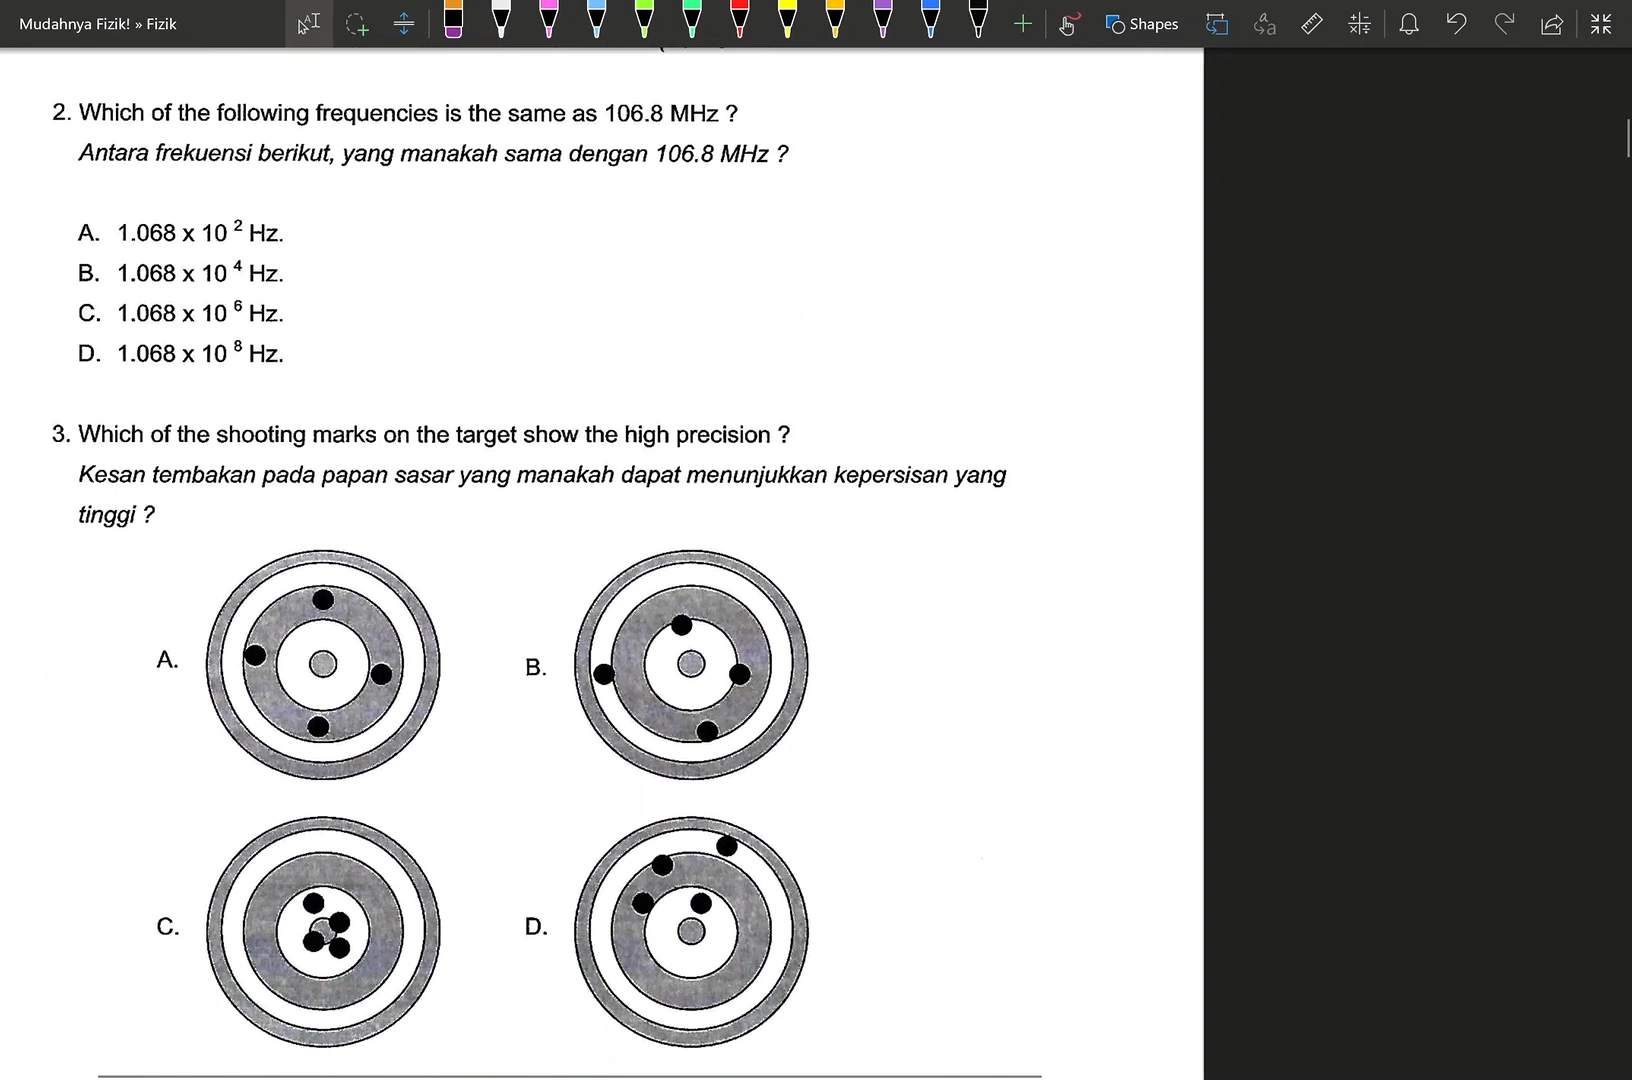 Mudahnya Fizik! » Fizik
Shapes
2. Which of the following frequencies is the same as 106.8 MHz ?
Antara frekuensi berikut, yang manakah sama dengan 106.8 MHz ?
A. 1.068 x 10 ² Hz.
B. 1.068 x 10 ⁴ Hz.
C. 1.068 x 10 ⁶ Hz.
D. 1.068 x 10 ⁸ Hz.
3. Which of the shooting marks on the target show the high precision ?
Kesan tembakan pada papan sasar yang manakah dapat menunjukkan kepersisan yang
tinggi ?
A.
B.
C.
D.